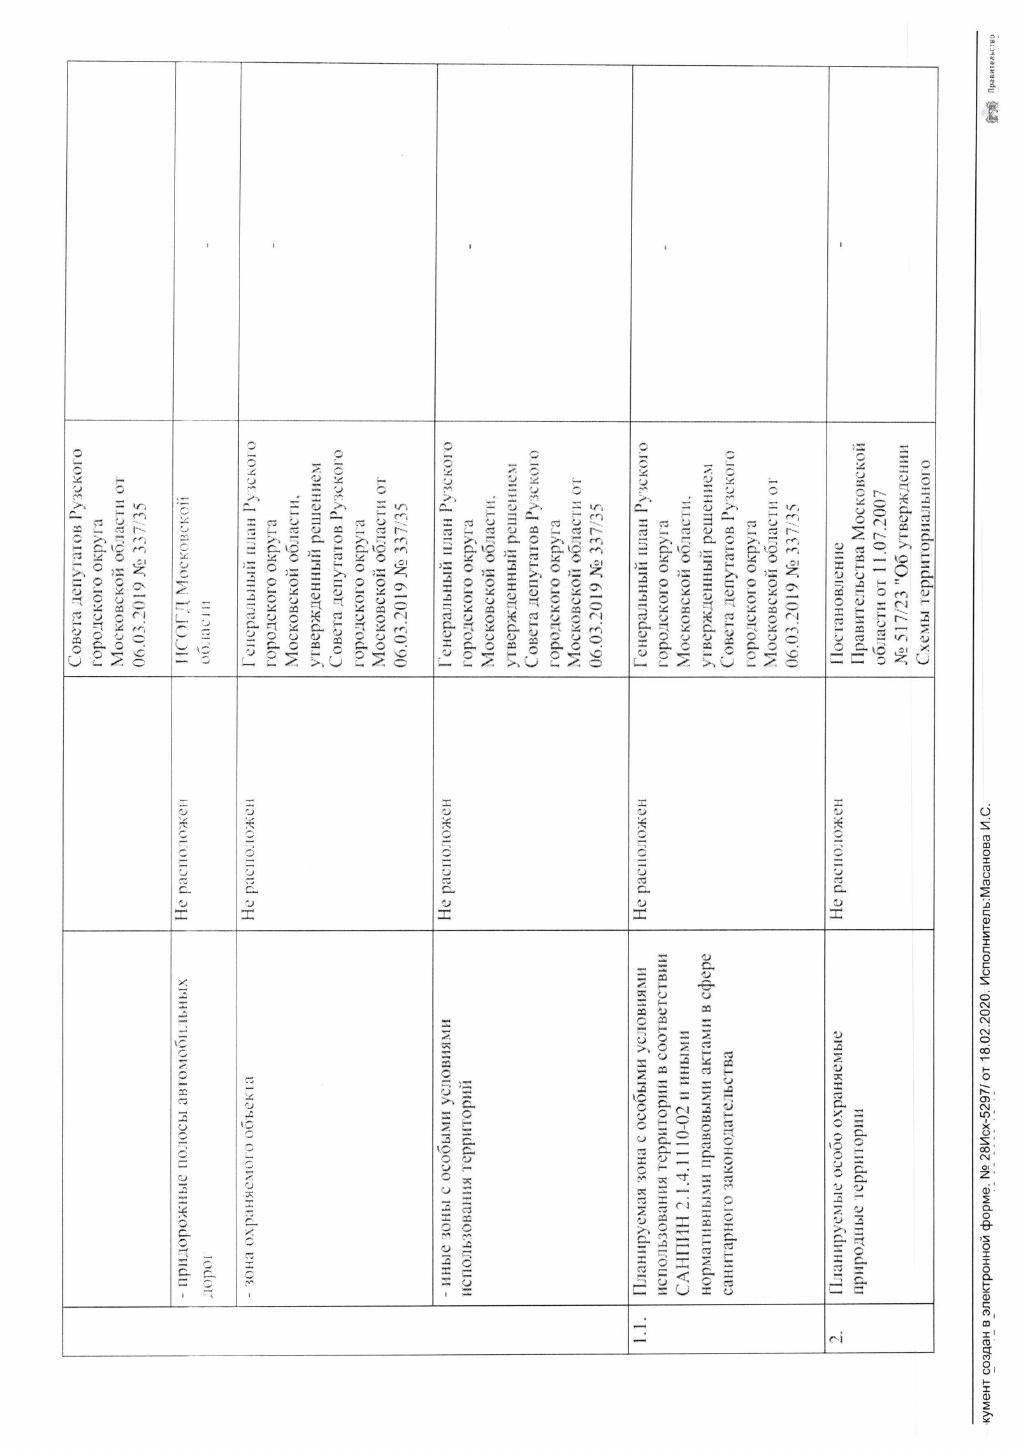 Совета депутатов Рузского
городского округа
Московской области от
06.03.2019 № 337/35
- придорожные полосы автомобильных
дорог
Не расположен
ИСОГД Московской
области
-
- зона охраняемого объекта
Не расположен
Генеральный план Рузского
городского округа
Московской области,
утвержденный решением
Совета депутатов Рузского
городского округа
Московской области от
06.03.2019 № 337/35
-
- иные зоны с особыми условиями
использования территорий
Не расположен
Генеральный план Рузского
городского округа
Московской области,
утвержденный решением
Совета депутатов Рузского
городского округа
Московской области от
06.03.2019 № 337/35
-
1.1.
Планируемая зона с особыми условиями
использования территории в соответствии
САНПИН 2.1.4.1110-02 и иными
нормативными правовыми актами в сфере
санитарного законодательства
Не расположен
Генеральный план Рузского
городского округа
Московской области,
утвержденный решением
Совета депутатов Рузского
городского округа
Московской области от
06.03.2019 № 337/35
-
2.
Планируемые особо охраняемые
природные территории
Не расположен
Постановление
Правительства Московской
области от 11.07.2007
№ 517/23 "Об утверждении
Схемы территориального
-
кумент создан в электронной форме. № 28Исх-5297/ от 18.02.2020. Исполнитель:Масанова И.С.
Правительство